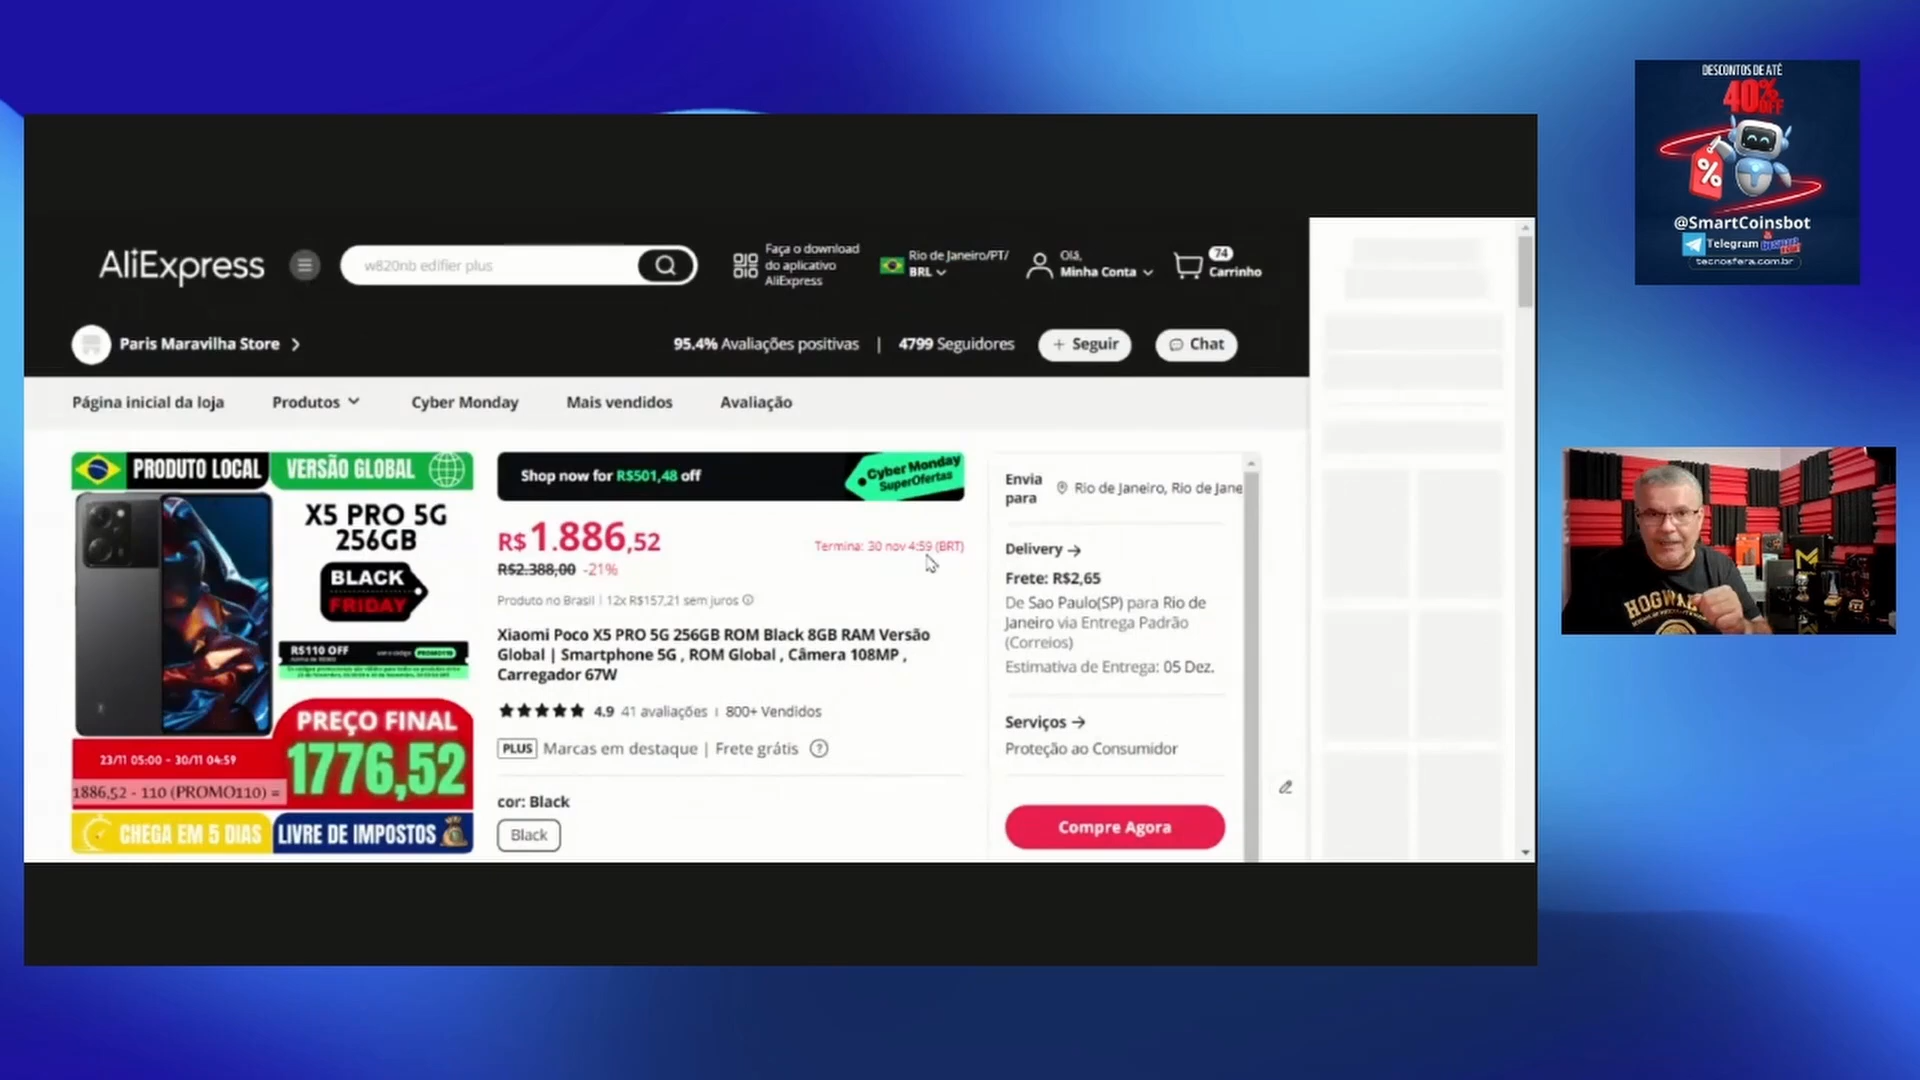 DESCONTOS DE ATÉ
40%
OFF
%
@SmartCoinsbot
Telegram
tecnosfera.com.br
AliExpress
w820nb edifier plus
Faça o download
do aplicativo
AliExpress
Rio de Janeiro/PT/
BRL
Olá,
Minha Conta
74
Carrinho
Paris Maravilha Store
95.4% Avaliações positivas | 4799 Seguidores
+ Seguir
Chat
Página inicial da loja
Produtos
Cyber Monday
Mais vendidos
Avaliação
PRODUTO LOCAL
VERSÃO GLOBAL
X5 PRO 5G
256GB
BLACK
FRIDAY
R$110 OFF
PROMO110
PREÇO FINAL
1776,52
23/11 05:00 - 30/11 04:59
1886,52 - 110 (PROMO110) =
CHEGA EM 5 DIAS
LIVRE DE IMPOSTOS
Shop now for R$501,48 off
Cyber Monday
SuperOfertas
R$1.886,52
Termina: 30 nov 4:59 (BRT)
R$2.388,00 -21%
Produto no Brasil | 12x R$157,21 sem juros
Xiaomi Poco X5 PRO 5G 256GB ROM Black 8GB RAM Versão
Global | Smartphone 5G , ROM Global , Câmera 108MP ,
Carregador 67W
4.9 41 avaliações | 800+ Vendidos
PLUS Marcas em destaque | Frete grátis
cor: Black
Black
Envia
para
Rio de Janeiro, Rio de Jane
Delivery →
Frete: R$2,65
De Sao Paulo(SP) para Rio de
Janeiro via Entrega Padrão
(Correios)
Estimativa de Entrega: 05 Dez.
Serviços →
Proteção ao Consumidor
Compre Agora